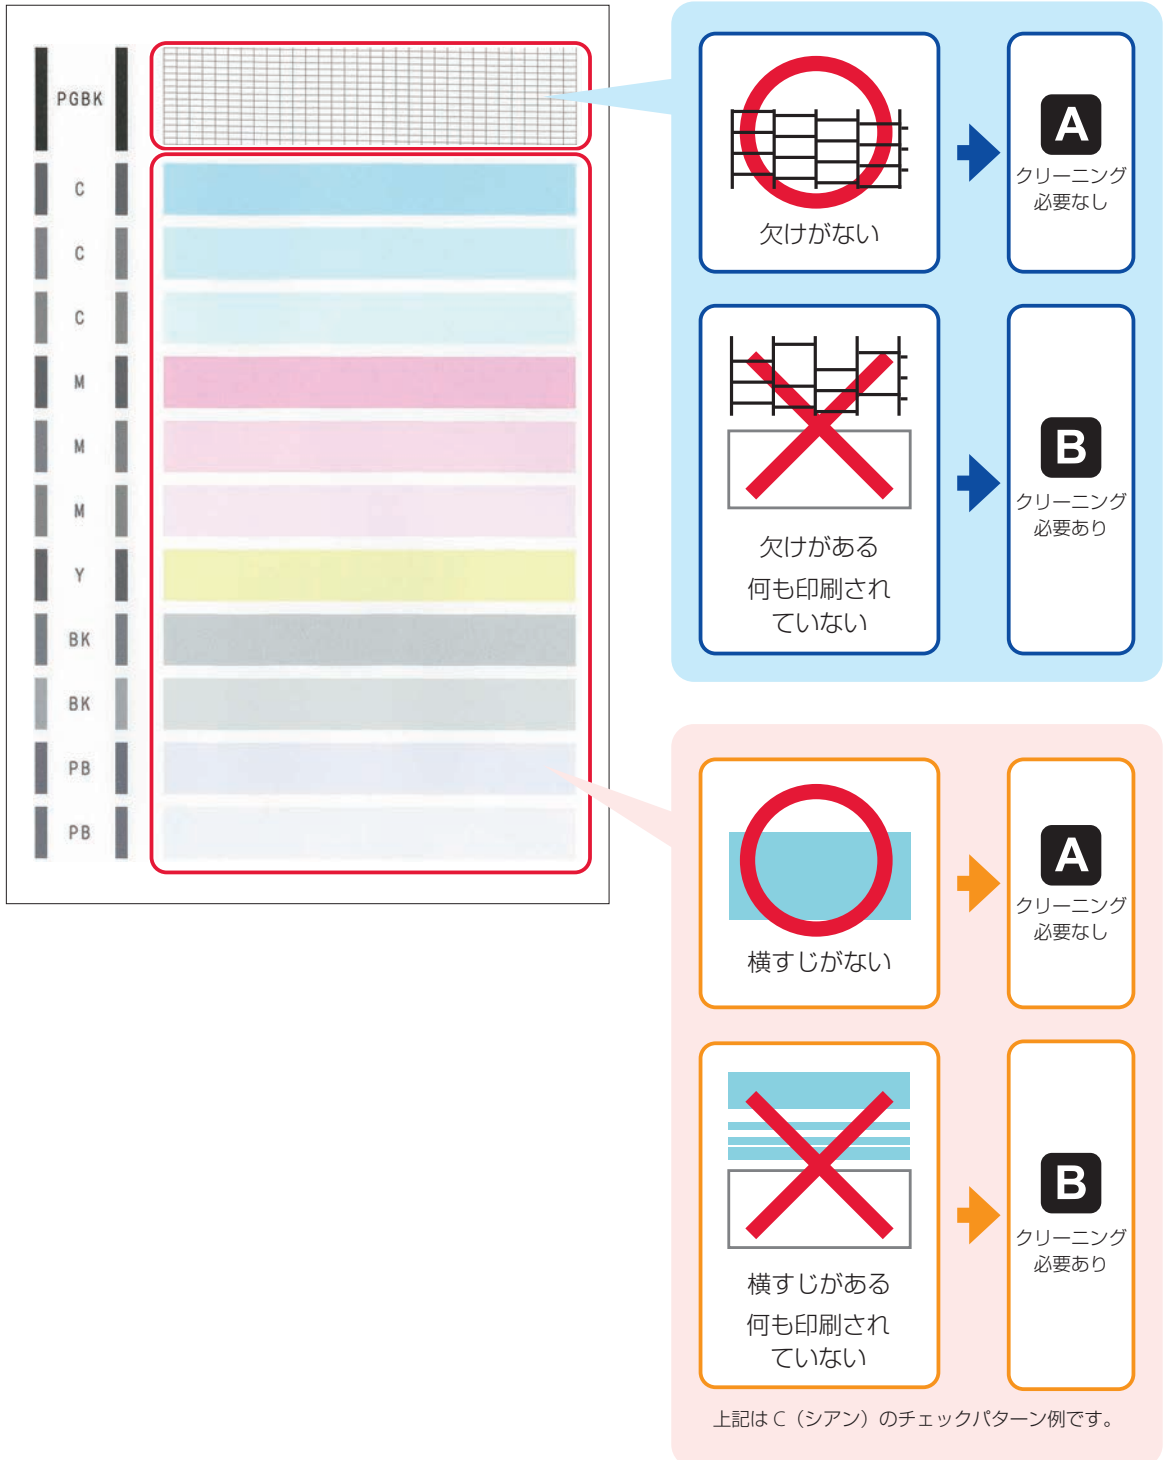 PGBK
C
C
C
M
M
M
Y
BK
BK
PB
PB
欠けがない
A
クリーニング
必要なし
欠けがある
何も印刷され
ていない
B
クリーニング
必要あり
横すじがない
A
クリーニング
必要なし
横すじがある
何も印刷され
ていない
B
クリーニング
必要あり
上記は C（シアン）のチェックパターン例です。